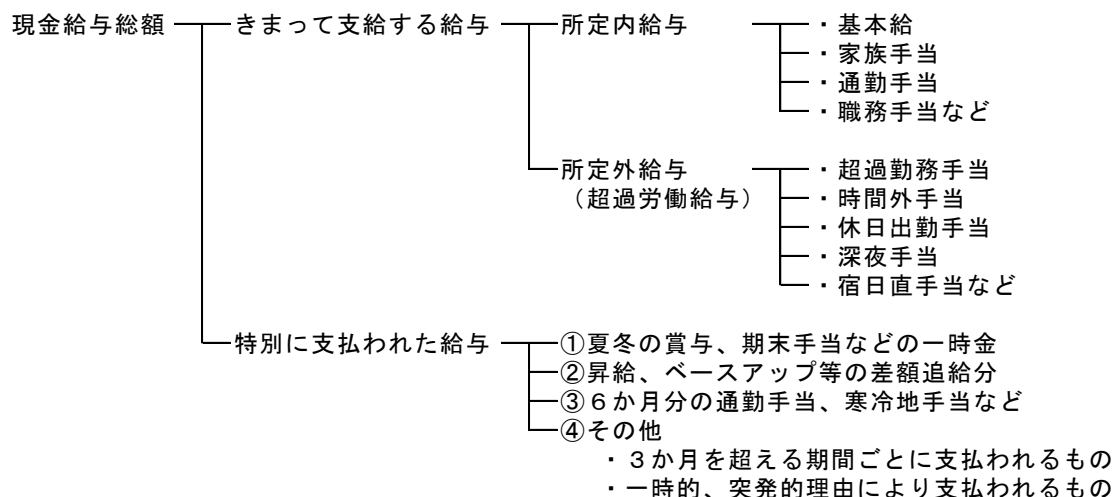 現金給与総額 きまって支給する給与 所定内給与 ・基本給
・家族手当
・通勤手当
・職務手当など
所定外給与 ・超過勤務手当
（超過労働給与） ・時間外手当
・休日出勤手当
・深夜手当
・宿日直手当など
特別に支払われた給与 ①夏冬の賞与、期末手当などの一時金
②昇給、ベースアップ等の差額追給分
③６か月分の通勤手当、寒冷地手当など
④その他
・３か月を超える期間ごとに支払われるもの
・一時的、突発的理由により支払われるもの